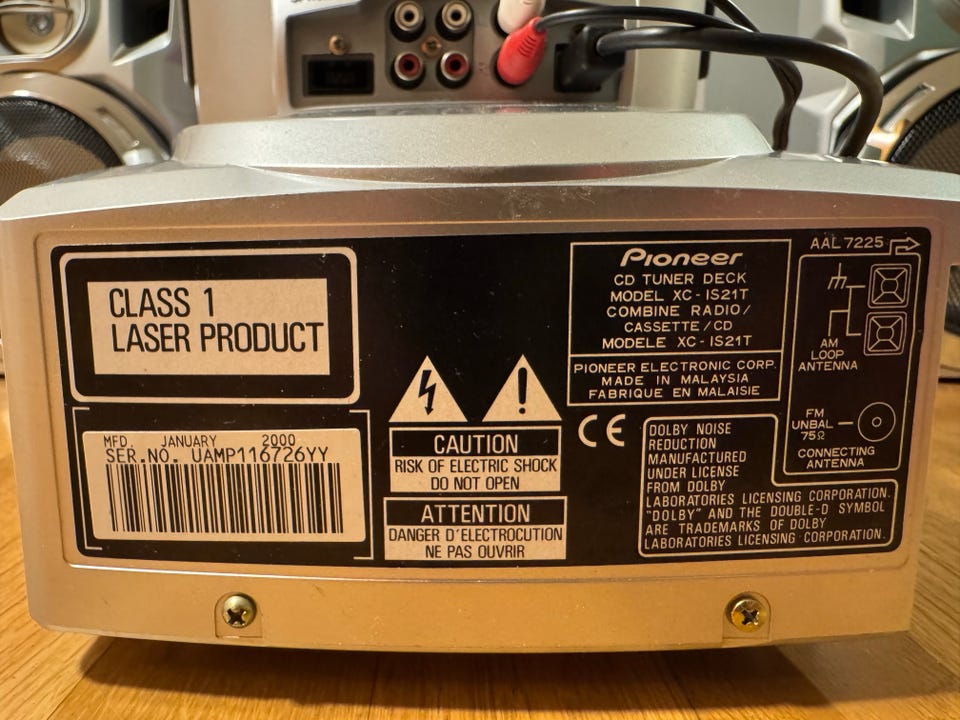 CLASS 1
LASER PRODUCT
MFD. JANUARY 2000
SER.NO. UAMP116726YY
CAUTION
RISK OF ELECTRIC SHOCK
DO NOT OPEN
ATTENTION
DANGER D'ELECTROCUTION
NE PAS OUVRIR
Pioneer
CD TUNER DECK
MODEL XC-IS21T
COMBINE RADIO/
CASSETTE/CD
MODELE XC-IS21T
PIONEER ELECTRONIC CORP.
MADE IN MALAYSIA
FABRIQUE EN MALAISIE
CE
DOLBY NOISE
REDUCTION
MANUFACTURED
UNDER LICENSE
FROM DOLBY
LABORATORIES LICENSING CORPORATION.
"DOLBY" AND THE DOUBLE-D SYMBOL
ARE TRADEMARKS OF DOLBY
LABORATORIES LICENSING CORPORATION.
AAL7225
AM
LOOP
ANTENNA
FM
UNBAL
75Ω
CONNECTING
ANTENNA